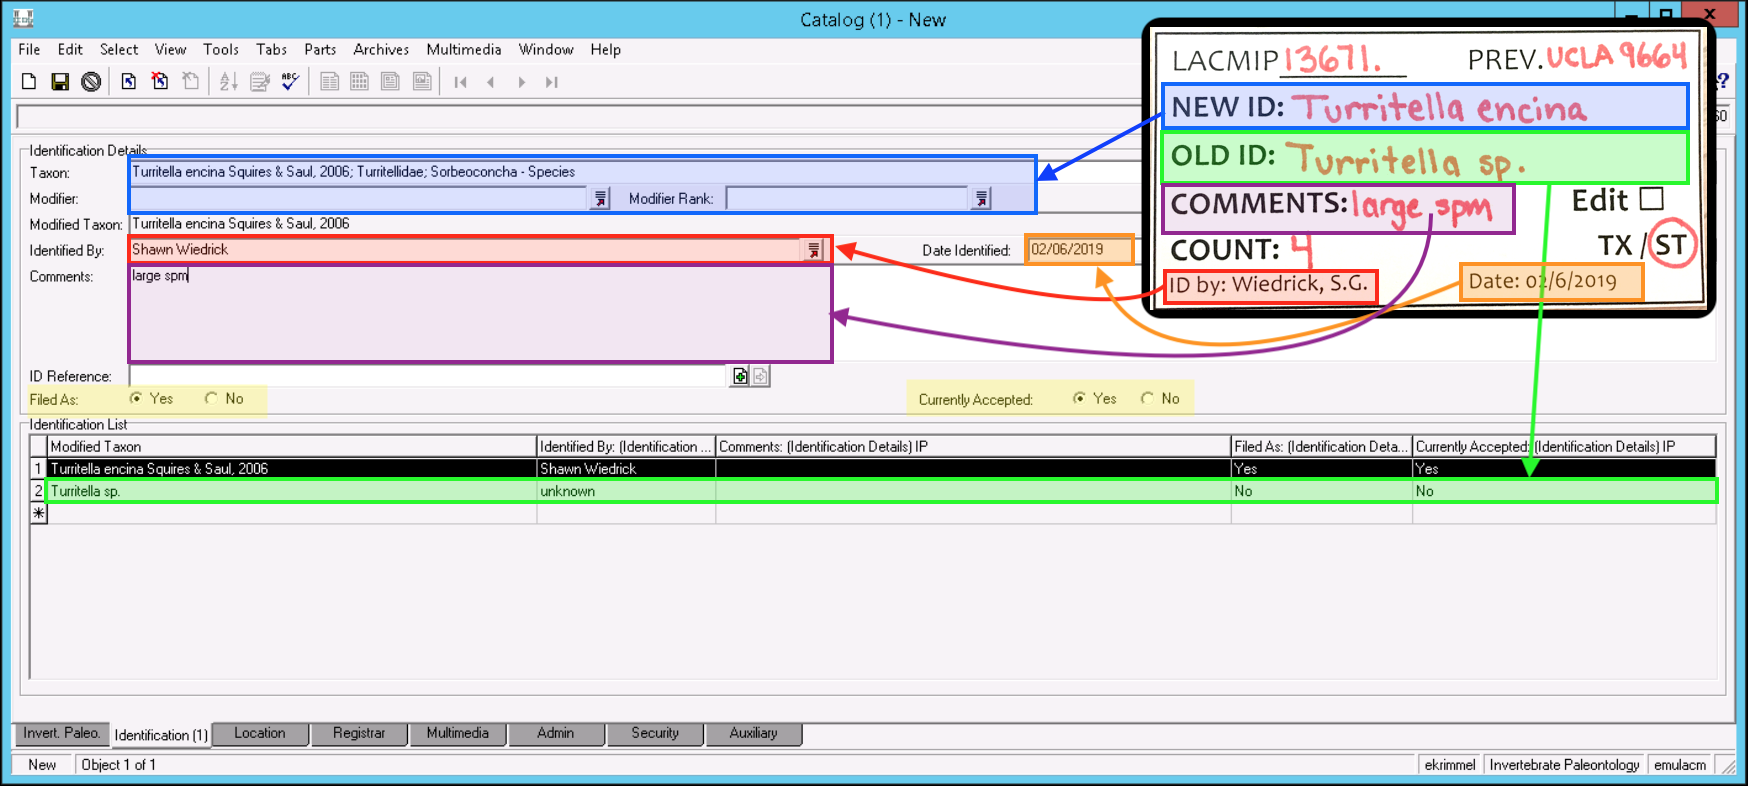 Catalog (1) - New
File Edit Select View Tools Tabs Parts Archives Multimedia Window Help
LACMIP 13671. PREV. UCLA 9664
NEW ID: Turritella encina
OLD ID: Turritella sp.
COMMENTS: large spm
Edit
COUNT: 4
TX / ST
ID by: Wiedrick, S.G. Date: 02/6/2019
Identification Details
Taxon: Turritella encina Squires & Saul, 2006; Turritellidae; Sorbeoconcha - Species
Modifier: Modifier Rank:
Modified Taxon: Turritella encina Squires & Saul, 2006
Identified By: Shawn Wiedrick Date Identified: 02/06/2019
Comments: large spm
ID Reference:
Filed As: Yes No Currently Accepted: Yes No
Identification List
Modified Taxon Identified By: (Identification ... Comments: (Identification Details) IP Filed As: (Identification Deta... Currently Accepted: (Identification Details) IP
1 Turritella encina Squires & Saul, 2006 Shawn Wiedrick Yes Yes
2 Turritella sp. unknown No No
Invert. Paleo. Identification (1) Location Registrar Multimedia Admin Security Auxiliary
New Object 1 of 1 ekrimmel Invertebrate Paleontology emulacm